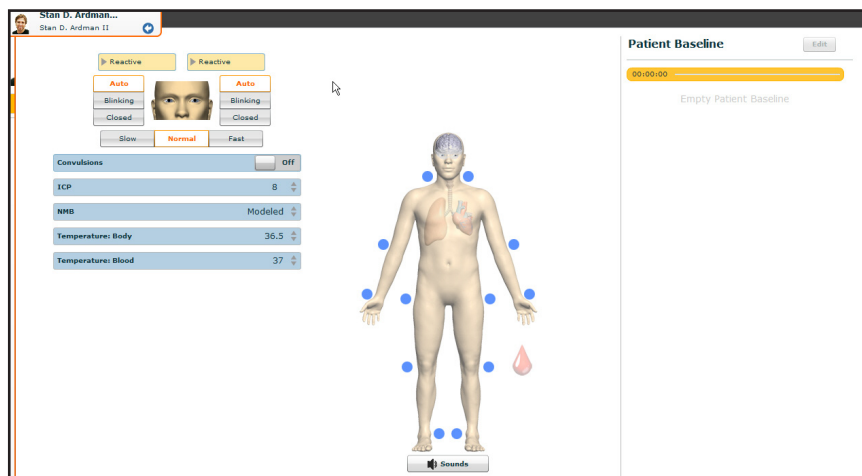 Stan D. Ardman...
Stan D. Ardman II
Reactive
Reactive
Auto
Auto
Blinking
Blinking
Closed
Closed
Slow
Normal
Fast
Convulsions
Off
ICP
8
NMB
Modeled
Temperature: Body
36.5
Temperature: Blood
37
Sounds
Patient Baseline
Edit
00:00:00
Empty Patient Baseline